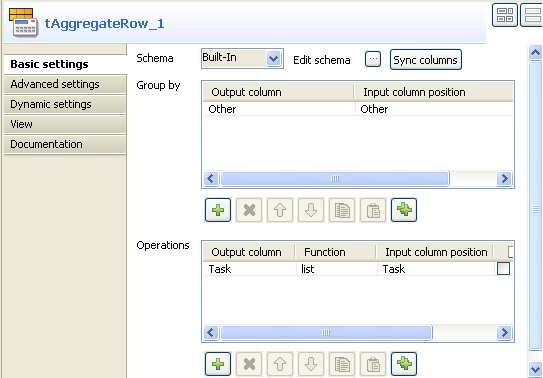 tAggregateRow_1
Basic settings
Advanced settings
Dynamic settings
View
Documentation
Schema Built-In Edit schema ... Sync columns
Group by
Output column Input column position
Other Other
Operations
Output column Function Input column position
Task list Task